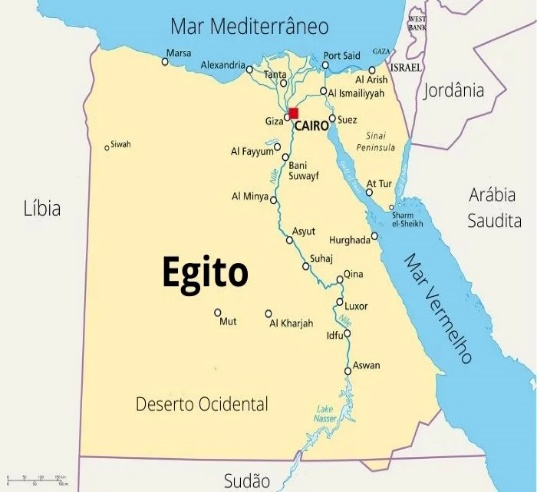 Mar Mediterrâneo
WEST
BANK
Marsa
Port Said
GAZA
Alexandria
ISRAEL
Tanta
Al Arish
Jordânia
Al Ismailiyyah
Giza
CAIRO
Suez
Siwah
Sinai
Peninsula
Al Fayyum
Bani
Suwayf
Nile
At Tur
Arábia
Saudita
Líbia
Al Minya
Sharm
el-Sheikh
Asyut
Hurghada
Egito
Suhaj
Qina
Mar Vermelho
Luxor
Mut
Al Kharjah
Nile
Idfu
Aswan
Deserto Ocidental
Lake
Nasser
Sudão